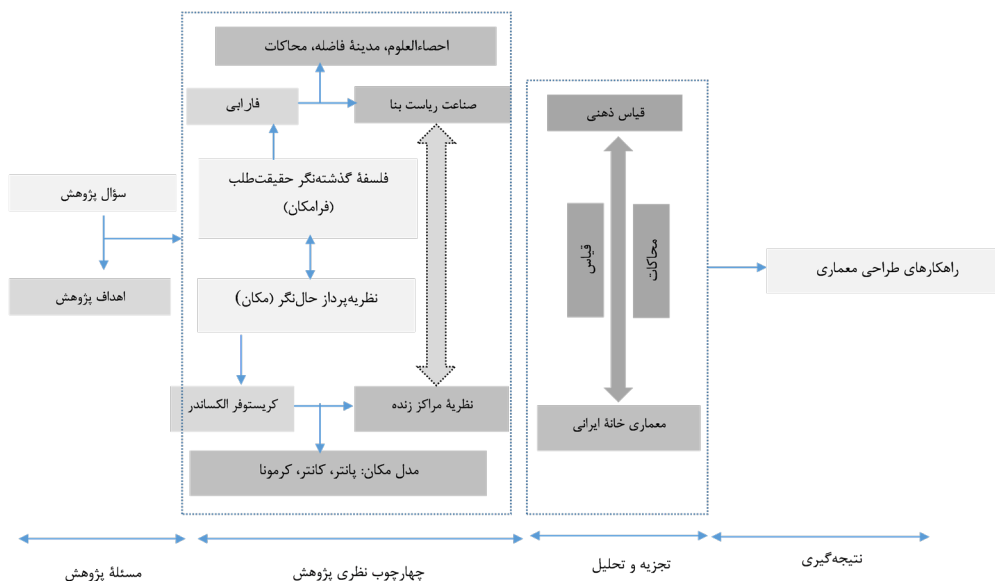 احصاءالعلوم، مدینهٔ فاضله، محاکات
فارابی
صناعت ریاست بنا
قیاس ذهنی
فلسفهٔ گذشته‌نگر حقیقت‌طلب
(فرامکان)
سؤال پژوهش
قیاس
محاکات
راهکارهای طراحی معماری
اهداف پژوهش
نظریه‌پرداز حال‌نگر (مکان)
کریستوفر الکساندر
نظریهٔ مراکز زنده
معماری خانهٔ ایرانی
مدل مکان: پانتر، کانتر، کرمونا
مسئلهٔ پژوهش
چهارچوب نظری پژوهش
تجزیه و تحلیل
نتیجه‌گیری